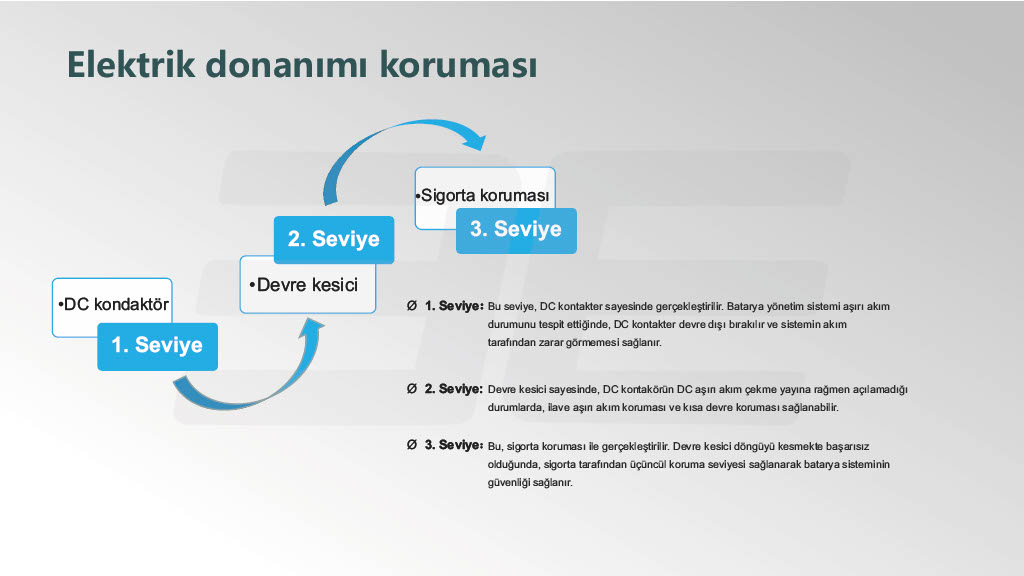 Elektrik donanımı koruması
•Sigorta koruması
3. Seviye
2. Seviye
•Devre kesici
•DC kondaktör
1. Seviye
Ø 1. Seviye: Bu seviye, DC kontakter sayesinde gerçekleştirilir. Batarya yönetim sistemi aşırı akım
durumunu tespit ettiğinde, DC kontakter devre dışı bırakılır ve sistemin akım
tarafından zarar görmemesi sağlanır.
Ø 2. Seviye: Devre kesici sayesinde, DC kontakörün DC aşın akım çekme yayına rağmen açılamadığı
durumlarda, ilave aşın akım koruması ve kısa devre koruması sağlanabilir.
Ø 3. Seviye: Bu, sigorta koruması ile gerçekleştirilir. Devre kesici döngüyü kesmekte başarısız
olduğunda, sigorta tarafından üçüncül koruma seviyesi sağlanarak batarya sisteminin
güvenliği sağlanır.